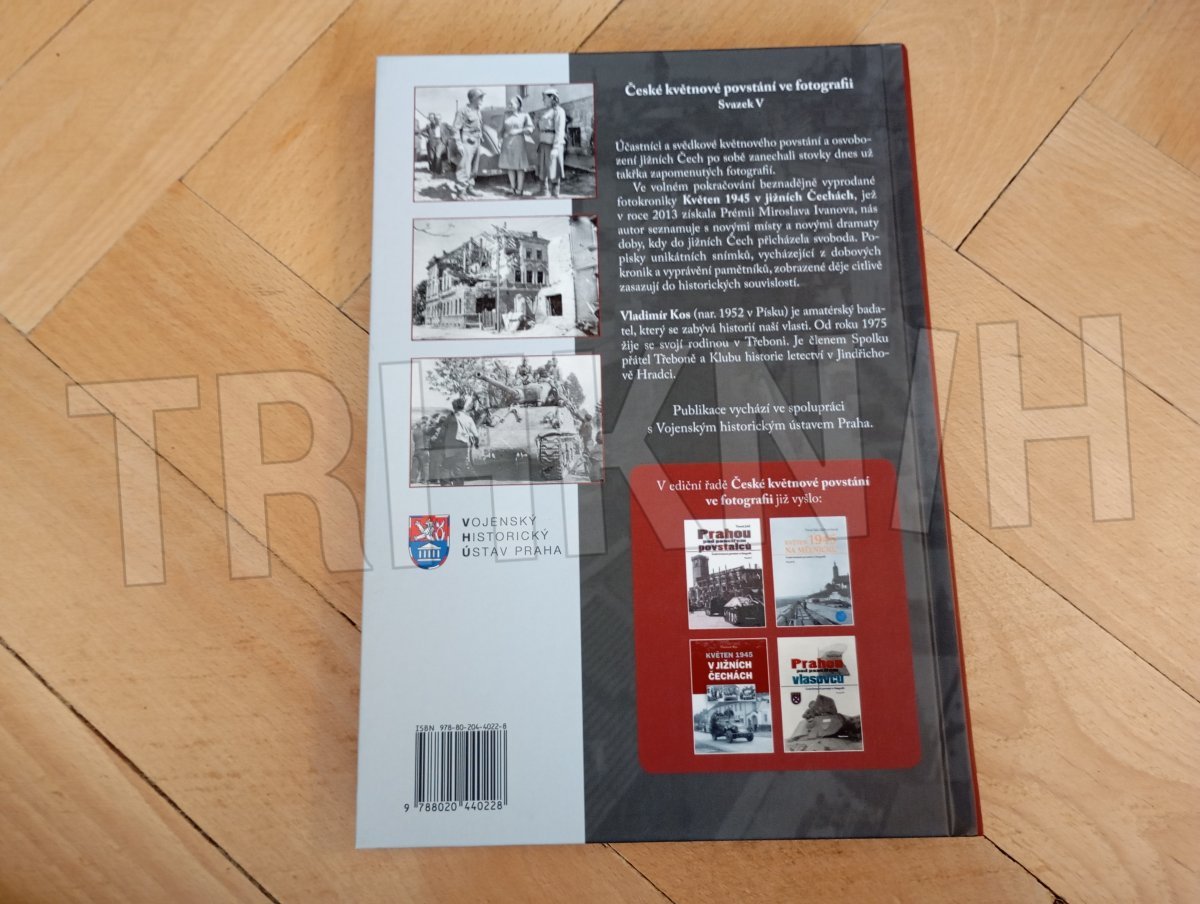 České květnové povstání ve fotografii
Svazek V
Účastníci a svědkové květnového povstání a osvobo-
zení jižních Čech po sobě zanechali stovky dnes už
takřka zapomenutých fotografií.
Ve volném pokračování beznadějně vyprodané
fotokroniky Květen 1945 v jižních Čechách, jež
v roce 2013 získala Prémii Miroslava Ivanova, nás
autor seznamuje s novými místy a novými dramaty
doby, kdy do jižních Čech přicházela svoboda. Po-
pisky unikátních snímků, vycházející z dobových
kronik a vyprávění pamětníků, zobrazené děje citlivě
zasazují do historických souvislostí.
Vladimír Kos (nar. 1952 v Písku) je amatérský bada-
tel, který se zabývá historií naší vlasti. Od roku 1975
žije se svojí rodinou v Třeboni. Je členem Spolku
přátel Třeboně a Klubu historie letectví v Jindřicho-
vě Hradci.
Publikace vychází ve spolupráci
s Vojenským historickým ústavem Praha.
V ediční řadě České květnové povstání
ve fotografii již vyšlo:
Prahou
pod pancířem
povstalců
KVĚTEN 1945
NA MĚLNICKU
KVĚTEN 1945
V JIŽNÍCH
ČECHÁCH
Prahou
pod pancířem
vlasovců
VOJENSKÝ
HISTORICKÝ
ÚSTAV PRAHA
ISBN 978-80-204-4022-8
9 788020 440228
TRHKNIH